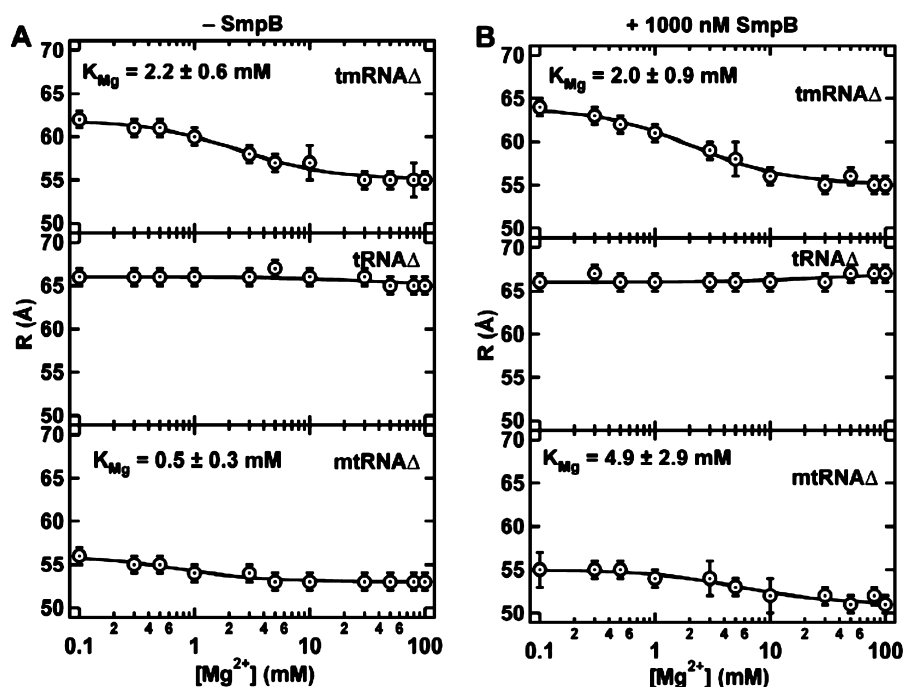 A
– SmpB
K_Mg = 2.2 ± 0.6 mM
tmRNAΔ
70
65
60
55
50
tRNAΔ
70
65
60
55
50
R (Å)
K_Mg = 0.5 ± 0.3 mM
mtRNAΔ
70
65
60
55
50
0.1 2 4 6 1 2 4 6 10 2 4 6 100
[Mg²⁺] (mM)
B
+ 1000 nM SmpB
K_Mg = 2.0 ± 0.9 mM
tmRNAΔ
70
65
60
55
50
tRNAΔ
70
65
60
55
50
R (Å)
K_Mg = 4.9 ± 2.9 mM
mtRNAΔ
70
65
60
55
50
0.1 2 4 6 1 2 4 6 10 2 4 6 100
[Mg²⁺] (mM)